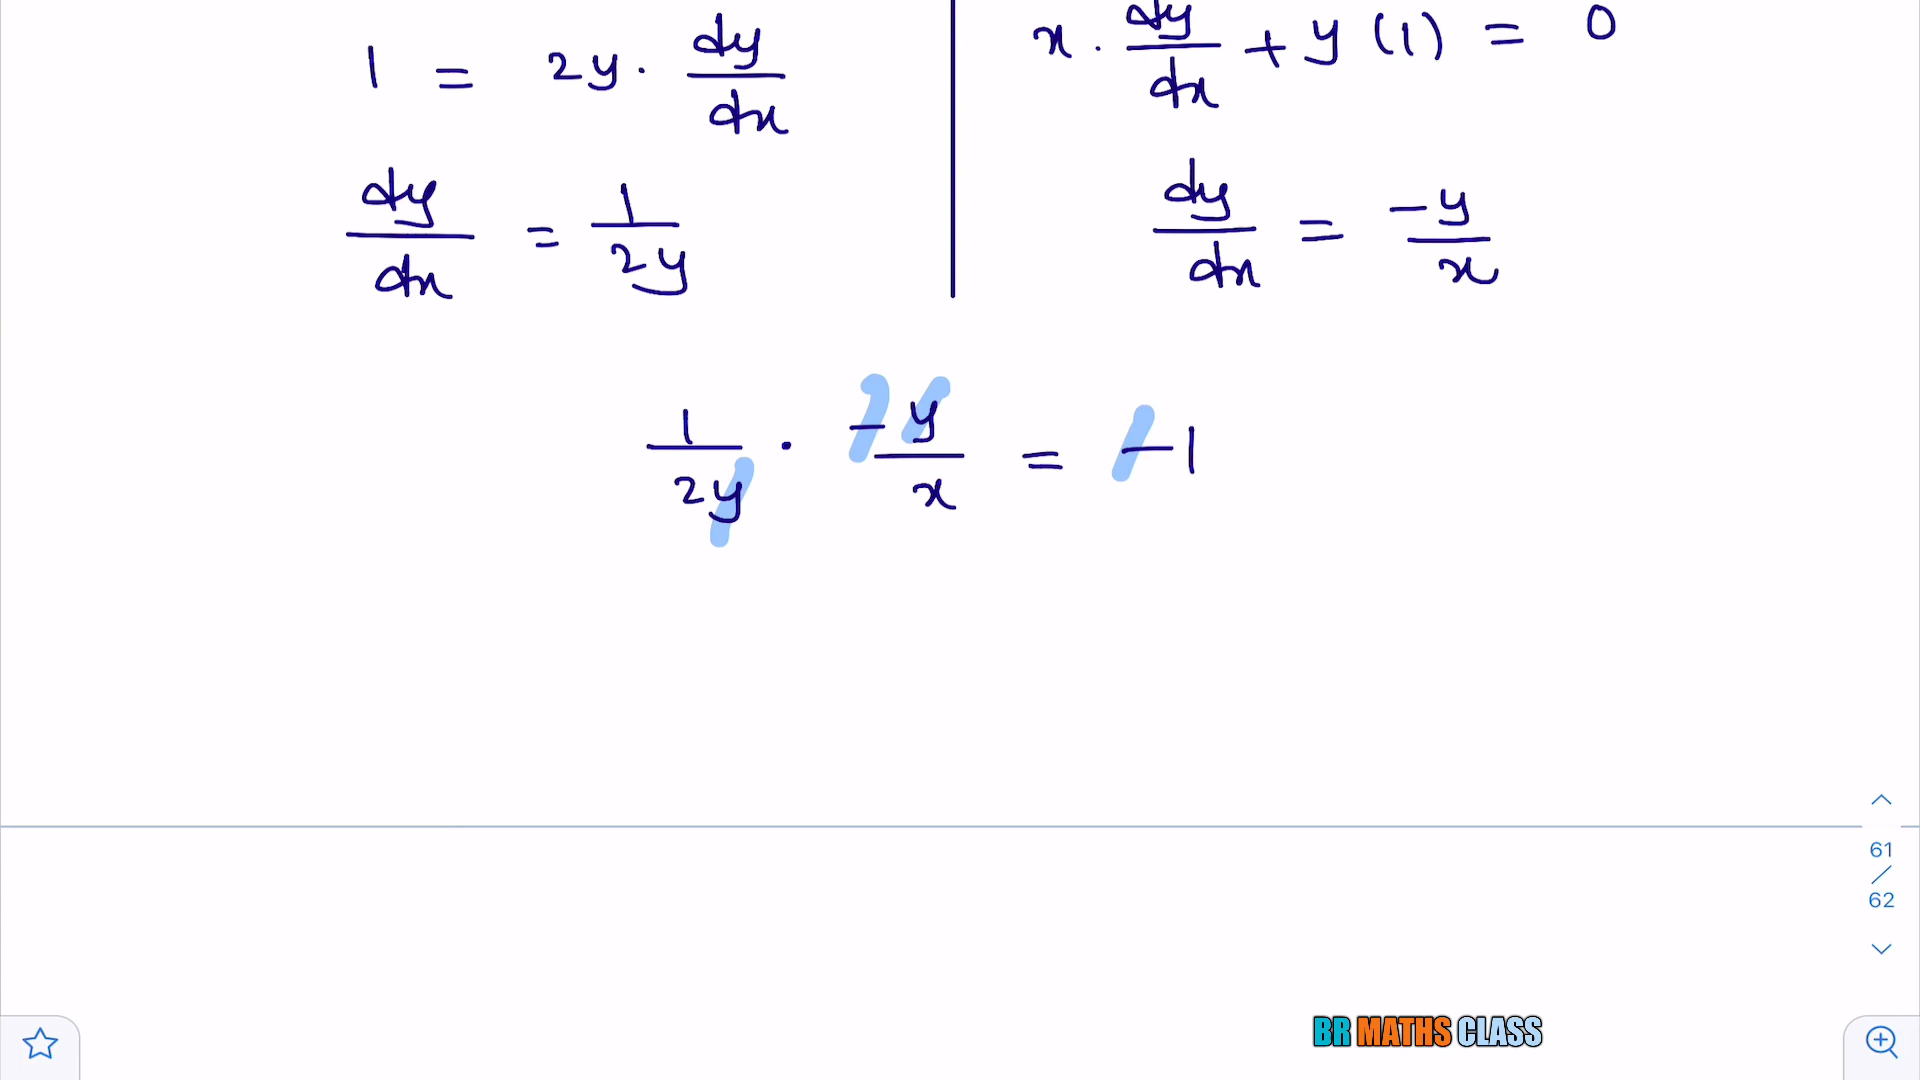 1 = 2y · dy/dx
x · dy/dx + y (1) = 0
dy/dx = 1/2y
dy/dx = -y/x
1/2y · -y/x = -1
61
/
62
BR MATHS CLASS